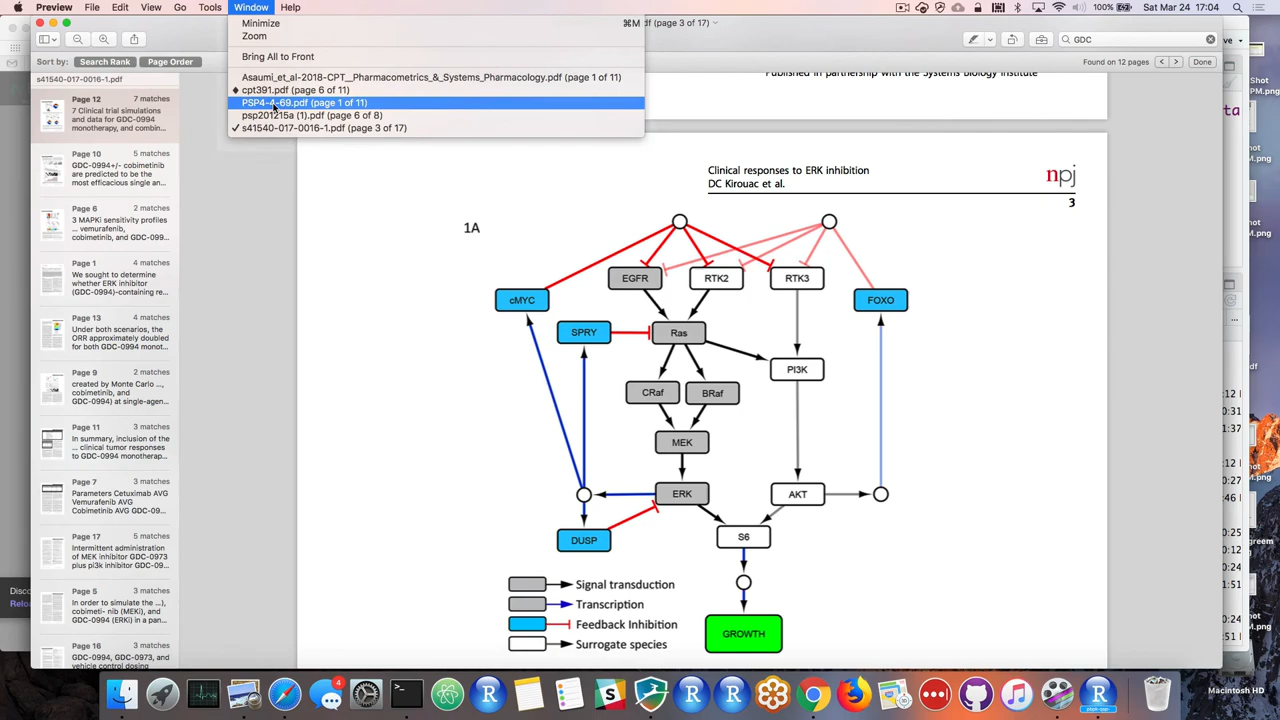 Preview File Edit View Go Tools Window Help
100% Sat Mar 24 17:04
Minimize ⌘M
Zoom
Bring All to Front
Asaumi_et_al-2018-CPT__Pharmacometrics_&_Systems_Pharmacology.pdf (page 1 of 11)
♦ cpt391.pdf (page 6 of 11)
PSP4-4-69.pdf (page 1 of 11)
psp201215a (1).pdf (page 6 of 8)
✓ s41540-017-0016-1.pdf (page 3 of 17)
df (page 3 of 17)
GDC
Sort By: Search Rank Page Order
Found on 12 pages < > Done
s41540-017-0016-1.pdf
Page 12 7 matches
7 Clinical trial simulations
and data for GDC-0994
monotherapy, and combin...
Page 10 5 matches
GDC-0994+/- cobimetinib
are predicted to be the
most efficacious single an...
Page 6 2 matches
3 MAPKi sensitivity profiles
... vemurafenib,
cobimetinib, and GDC-099...
Page 1 4 matches
We sought to determine
whether ERK inhibitor
(GDC-0994)-containing re...
Page 13 4 matches
Under both scenarios, the
ORR approximately doubled
for both GDC-0994 monot...
Page 9 3 matches
created by Monte Carlo ...,
cobimetinib, and
GDC-0994) at single-agen...
Page 11 3 matches
In summary, inclusion of the
... clinical tumor responses
to GDC-0994 monotherap...
Page 7 3 matches
Parameters Cetuximab AVG
Vemurafenib AVG
Cobimetinib AVG GDC-09...
Page 17 5 matches
Intermittent administration
of MEK inhibitor GDC-0973
plus pi3k inhibitor ...
Page 5 3 matches
In order to simulate the ...),
cobimeti- nib (MEKi), and
GDC-0994 (ERKi) in a pan...
Page 16 4 matches
GDC-0994, GDC-0973, and
vehicle control dosing
Published in partnership with the Systems Biology Institute
Clinical responses to ERK inhibition
DC Kirouac et al.
npj
3
1A
EGFR RTK2 RTK3
cMYC FOXO
SPRY Ras
PI3K
CRaf BRaf
MEK
ERK AKT
DUSP S6
Signal transduction
Transcription
Feedback Inhibition
Surrogate species
GROWTH
4
Macintosh HD